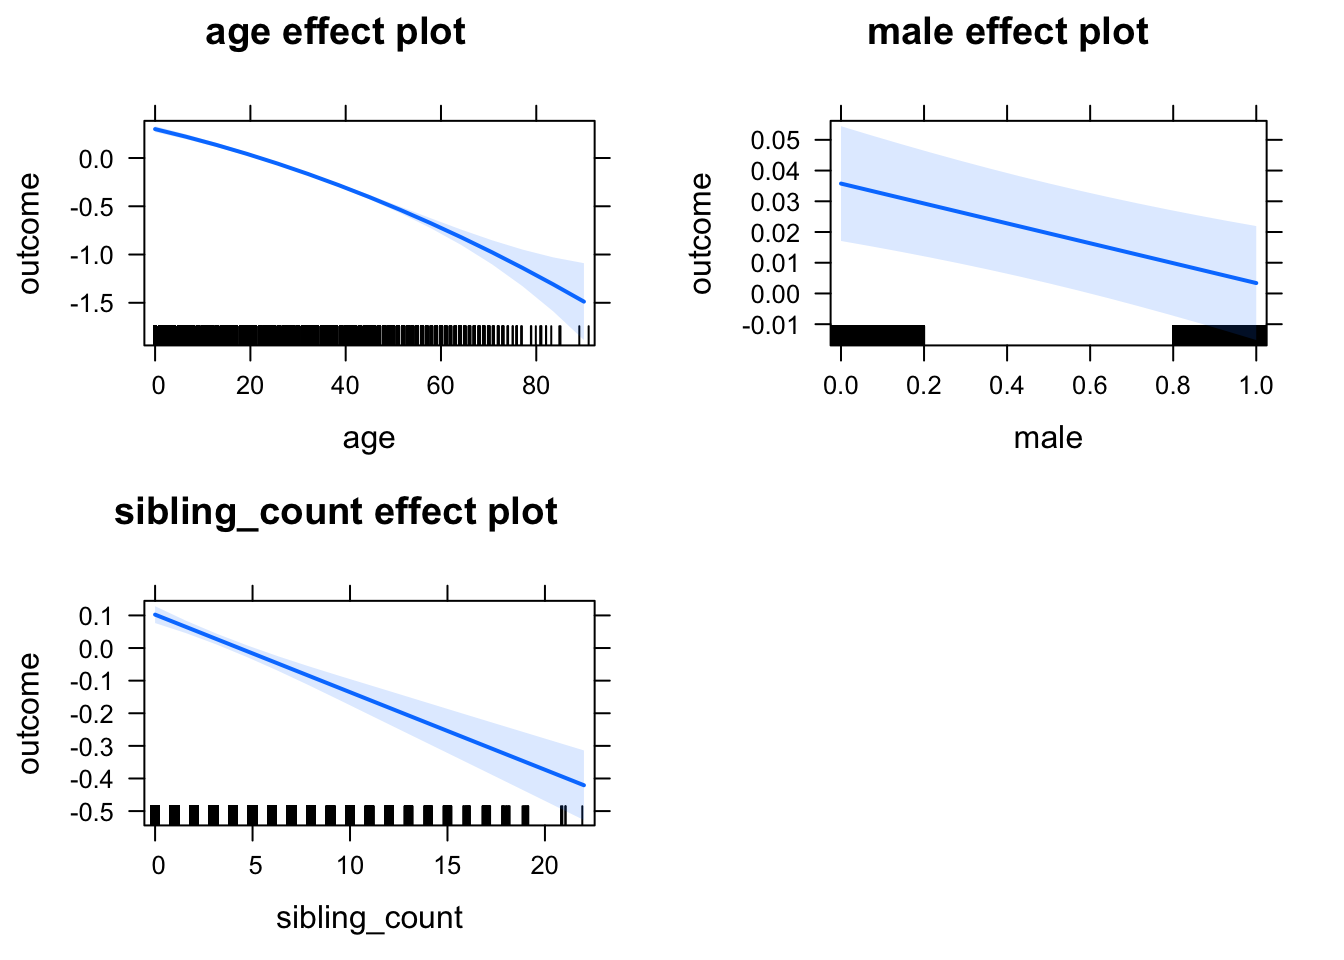 age effect plot
outcome
0.0
-0.5
-1.0
-1.5
0 20 40 60 80
age
male effect plot
outcome
0.05
0.04
0.03
0.02
0.01
0.00
-0.01
0.0 0.2 0.4 0.6 0.8 1.0
male
sibling_count effect plot
outcome
0.1
0.0
-0.1
-0.2
-0.3
-0.4
-0.5
0 5 10 15 20
sibling_count